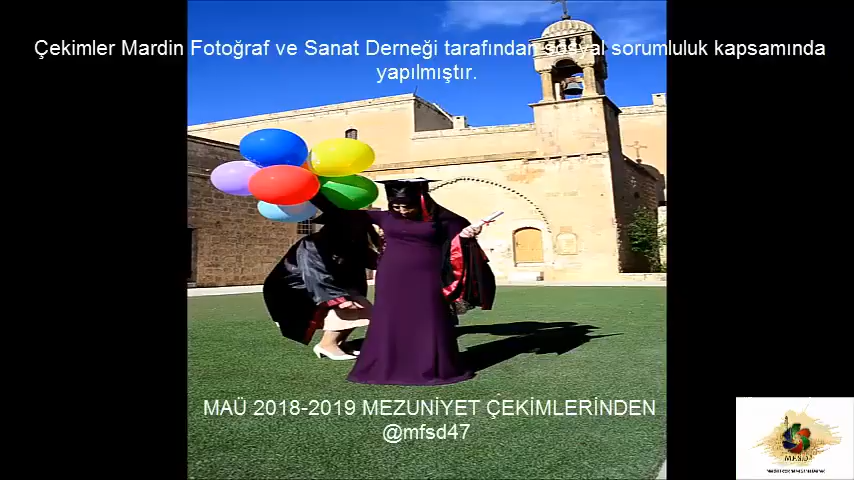 Çekimler Mardin Fotoğraf ve Sanat Derneği tarafından sosyal sorumluluk kapsamında
yapılmıştır.
MAÜ 2018-2019 MEZUNİYET ÇEKİMLERİNDEN
@mfsd47
MFSD